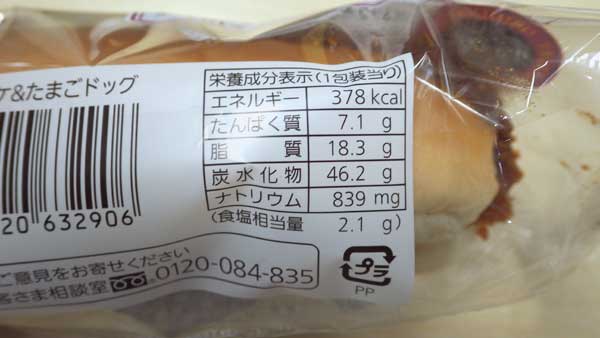 ケ&たまごドッグ
栄養成分表示(1包装当り)
エネルギー 378 kcal
たんぱく質 7.1 g
脂質 18.3 g
炭水化物 46.2 g
ナトリウム 839 mg
(食塩相当量 2.1 g)
20 632906
ご意見をお寄せください
客さま相談室 0120-084-835
プラ
PP